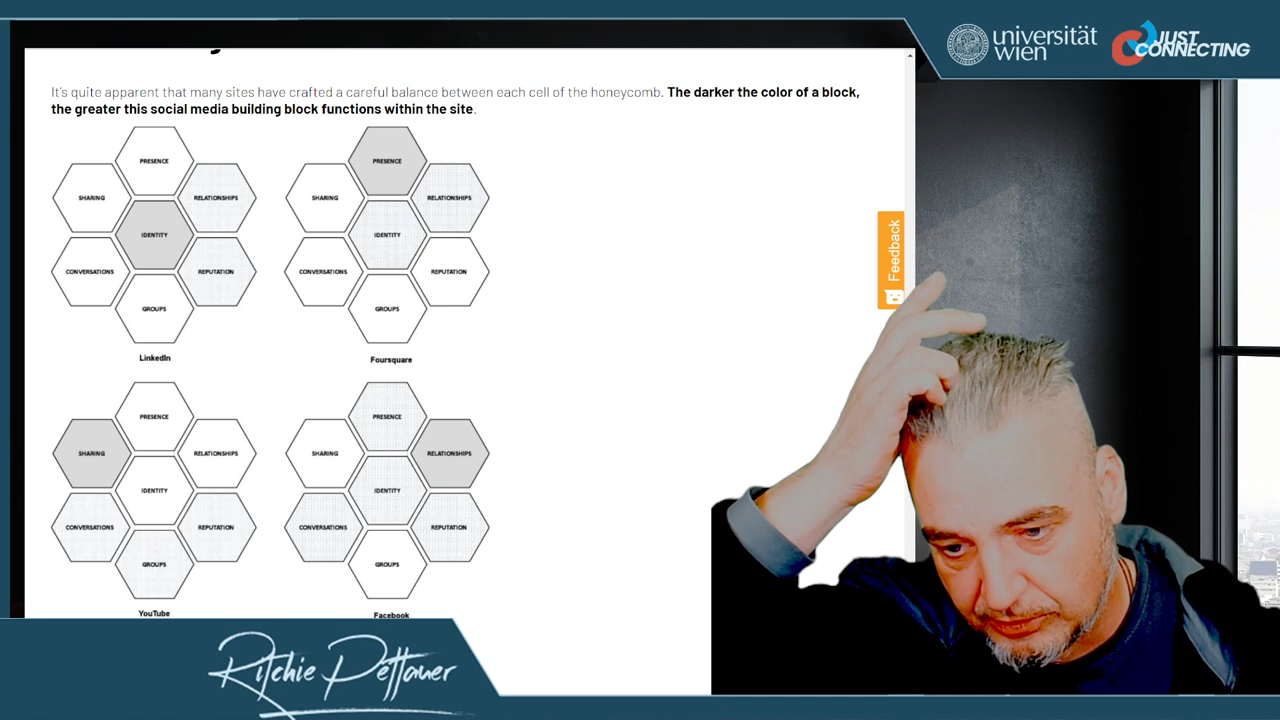 universität
wien
JUST
CONNECTING
It's quite apparent that many sites have crafted a careful balance between each cell of the honeycomb. The darker the color of a block,
the greater this social media building block functions within the site.
PRESENCE
SHARING
RELATIONSHIPS
IDENTITY
CONVERSATIONS
REPUTATION
GROUPS
LinkedIn
PRESENCE
SHARING
RELATIONSHIPS
IDENTITY
CONVERSATIONS
REPUTATION
GROUPS
Foursquare
PRESENCE
SHARING
RELATIONSHIPS
IDENTITY
CONVERSATIONS
REPUTATION
GROUPS
YouTube
PRESENCE
SHARING
RELATIONSHIPS
IDENTITY
CONVERSATIONS
REPUTATION
GROUPS
Facebook
Feedback
Ritchie Pettauer